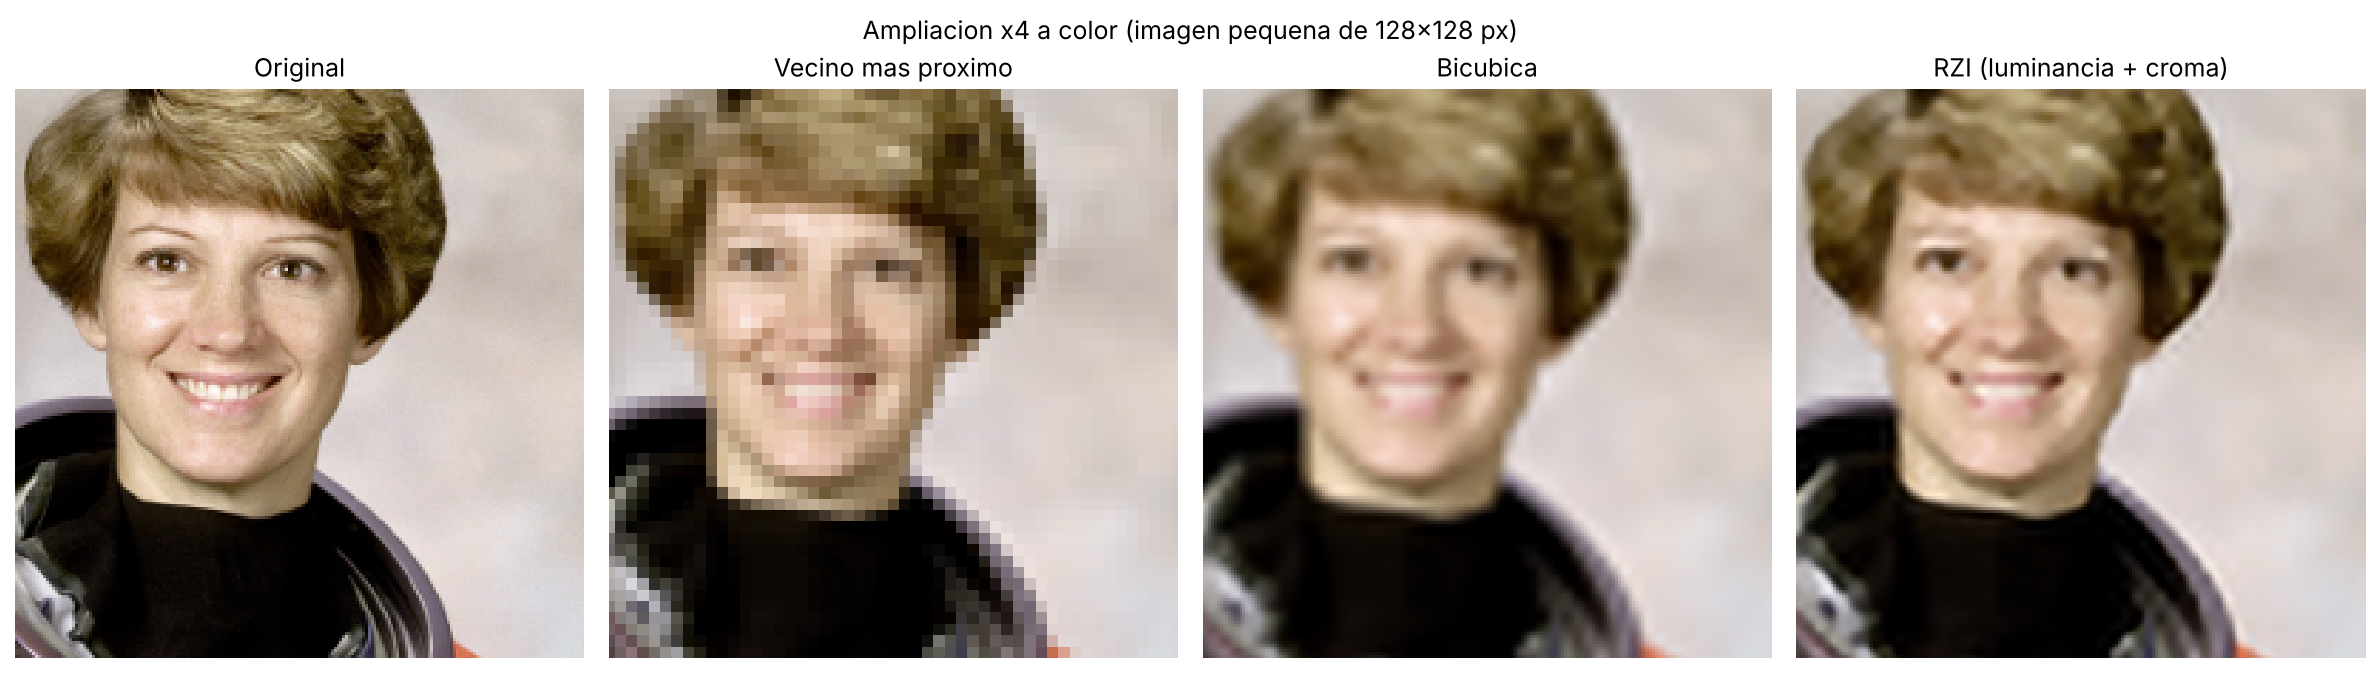 Ampliacion x4 a color (imagen pequena de 128×128 px)
Original
Vecino mas proximo
Bicubica
RZI (luminancia + croma)